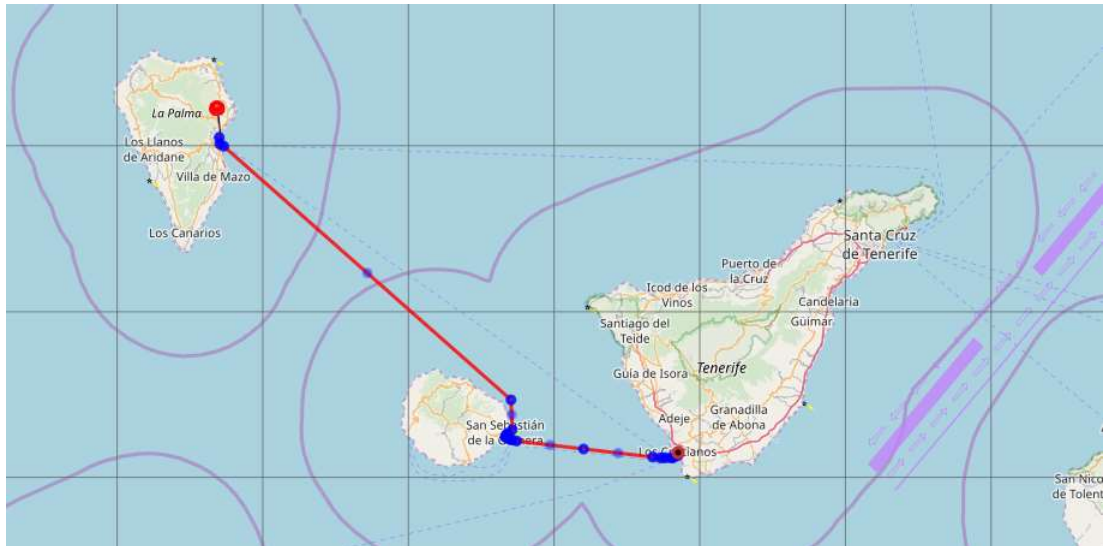 La Palma
Los Llanos
de Aridane
Villa de Mazo
Los Canarios
Santa Cruz
de Tenerife
Puerto de
la Cruz
Icod de los
Vinos
Candelaria
Güimar
Santiago del
Teide
Tenerife
Guía de Isora
Adeje
Granadilla
de Abona
San Sebastián
de la Gomera
Los Cristianos
San Nico
de Tolent